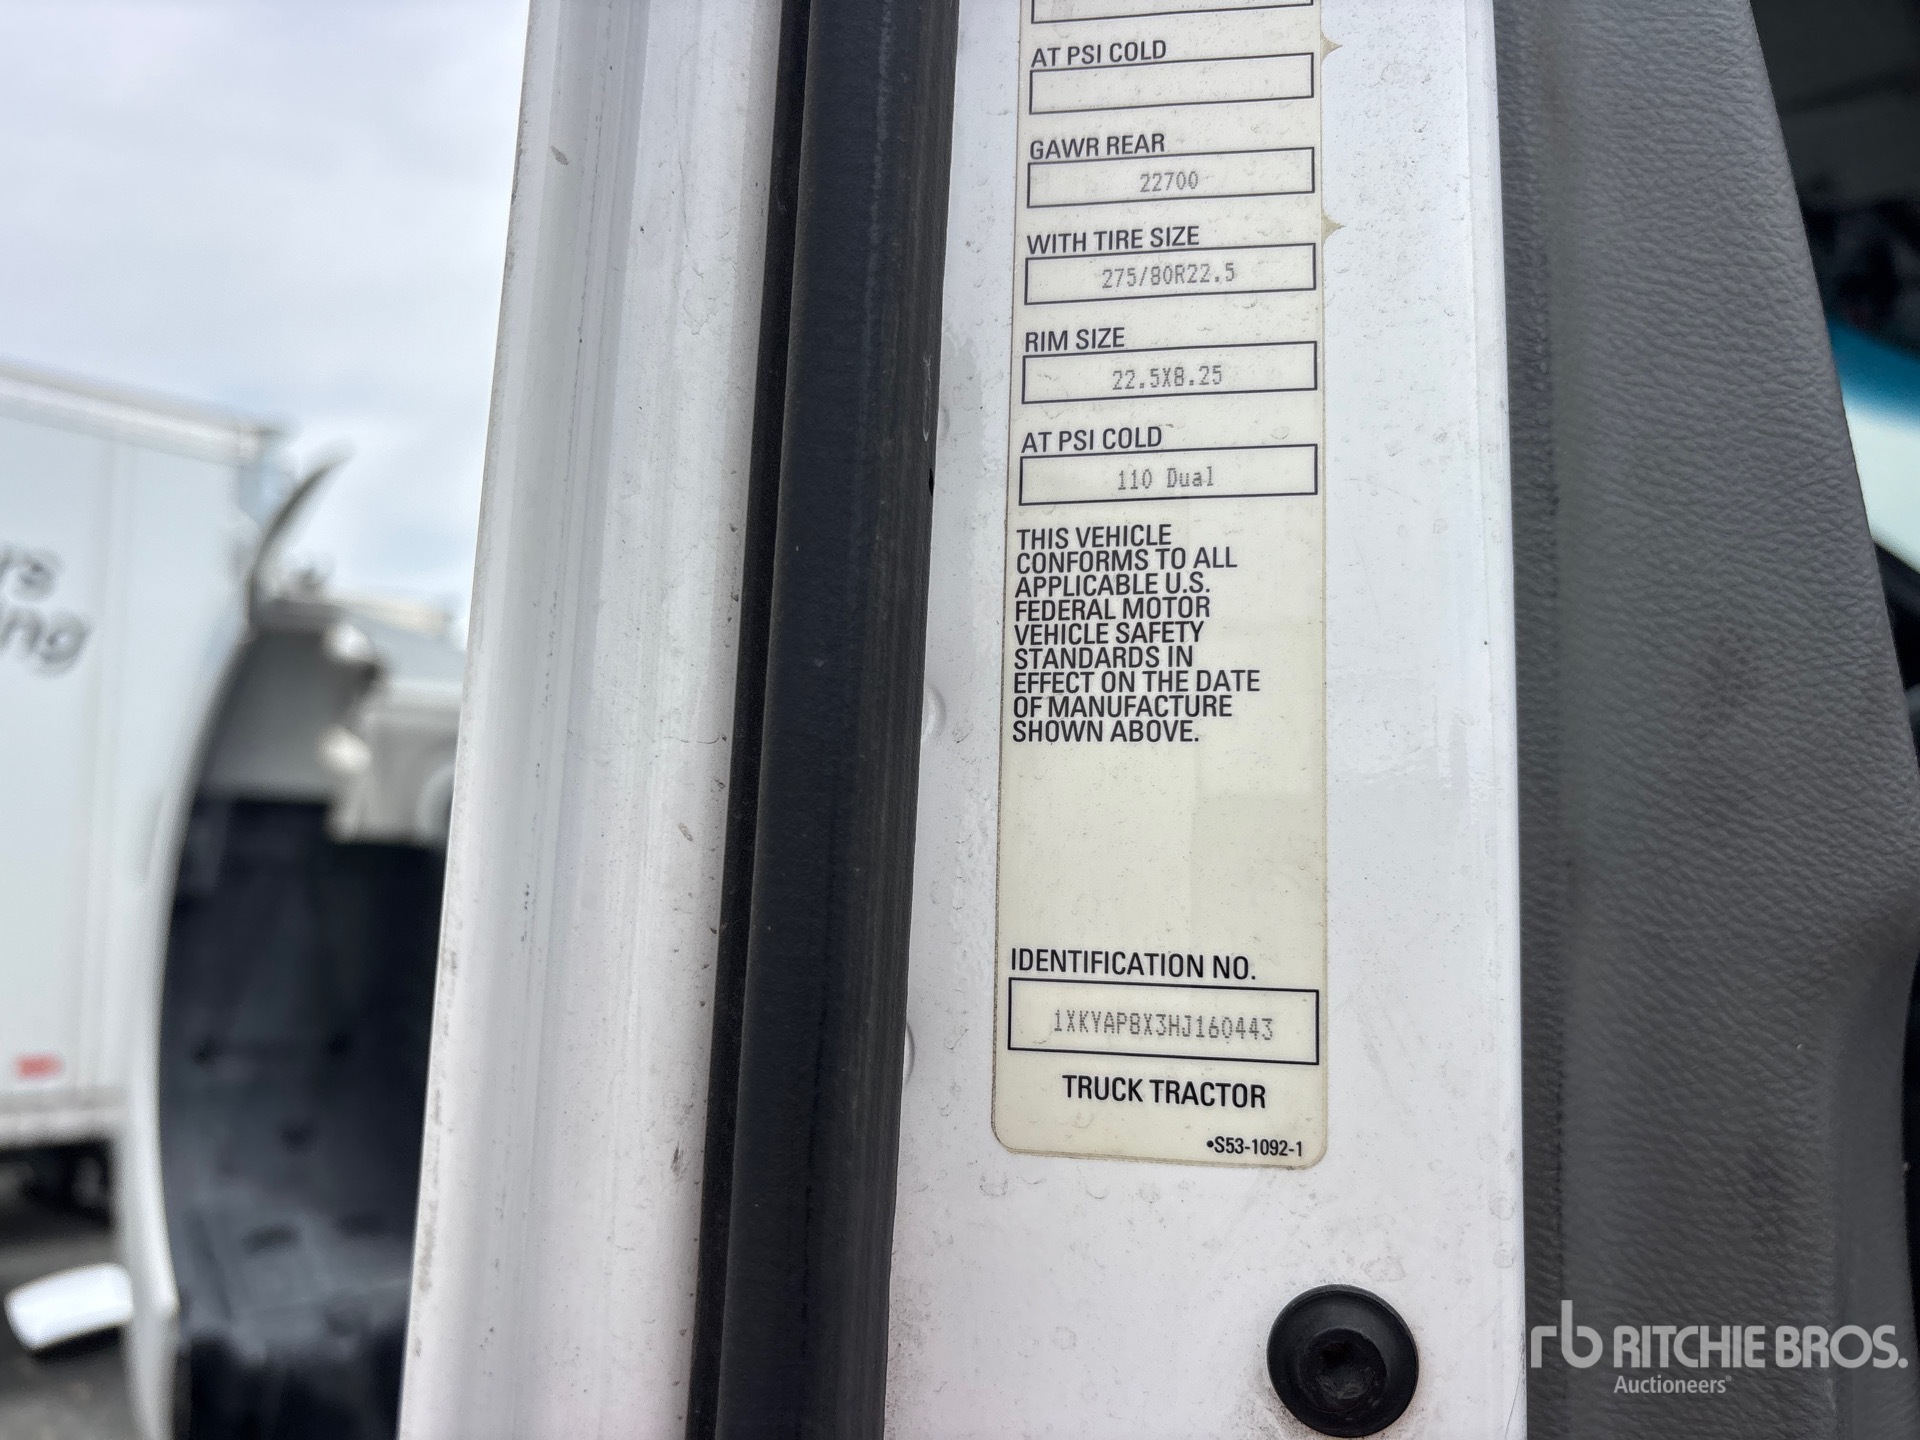 AT PSI COLD
GAWR REAR
22700
WITH TIRE SIZE
275/80R22.5
RIM SIZE
22.5X8.25
AT PSI COLD
110 Dual
THIS VEHICLE
CONFORMS TO ALL
APPLICABLE U.S.
FEDERAL MOTOR
VEHICLE SAFETY
STANDARDS IN
EFFECT ON THE DATE
OF MANUFACTURE
SHOWN ABOVE.
IDENTIFICATION NO.
1XKYAP8X3HJ160443
TRUCK TRACTOR
•S53-1092-1
rb RITCHIE BROS.
Auctioneers